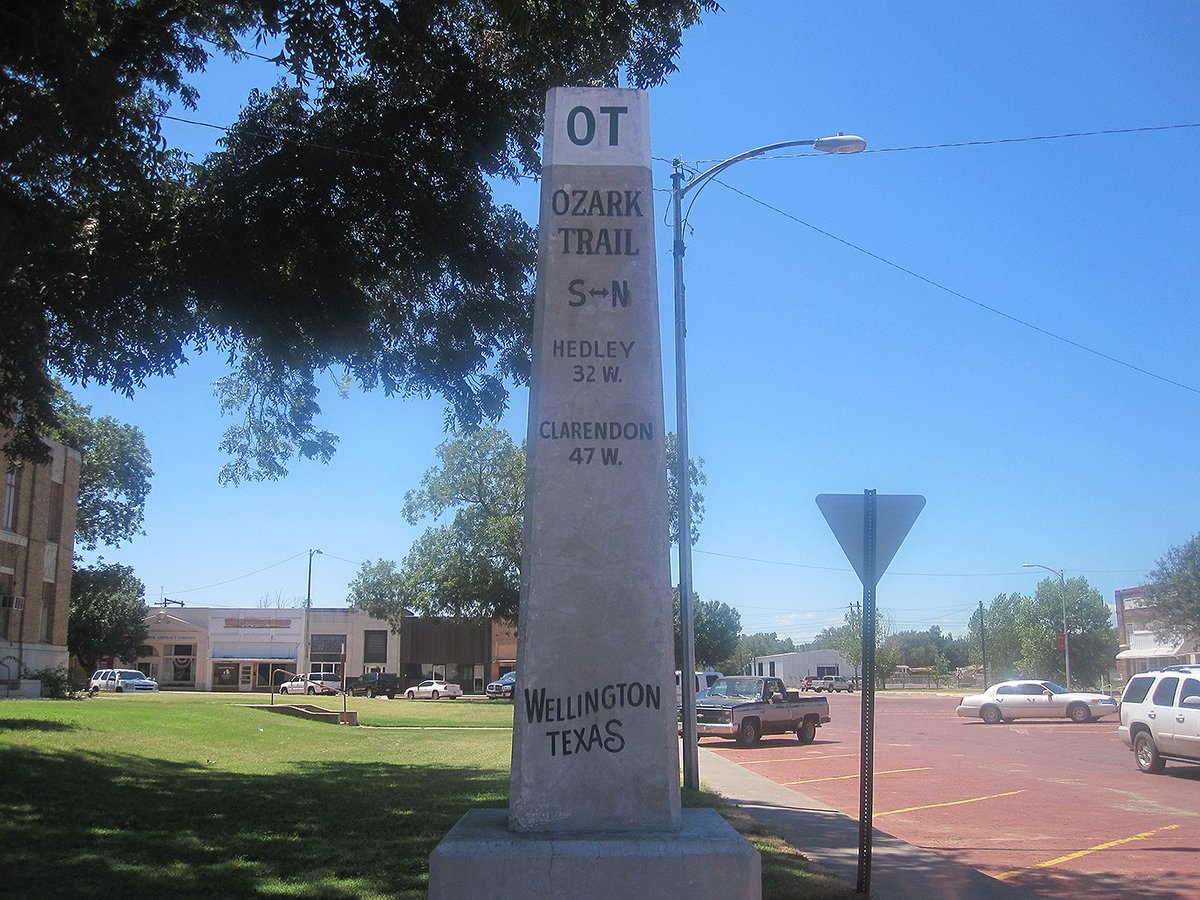 OT
OZARK
TRAIL
S↔N
HEDLEY
32 W.
CLARENDON
47 W.
WELLINGTON
TEXAS